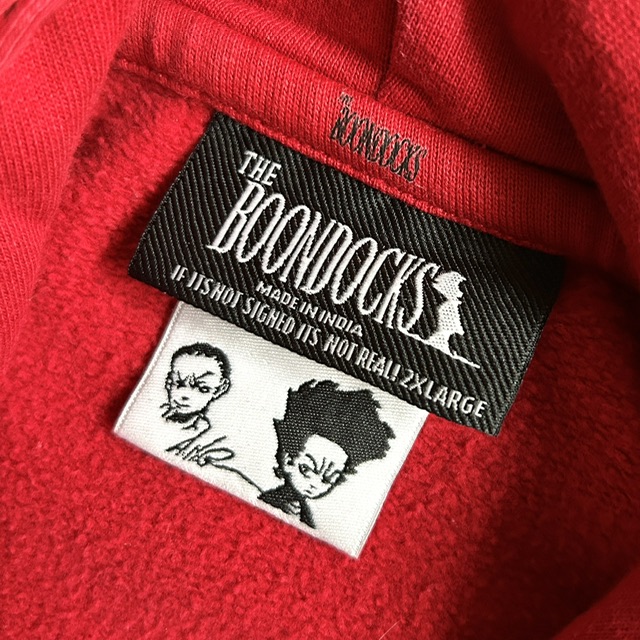 THE
BOONDOCKS
THE
BOONDOCKS
MADE IN INDIA
IF ITS NOT SIGNED ITS NOT REAL! 2XLARGE